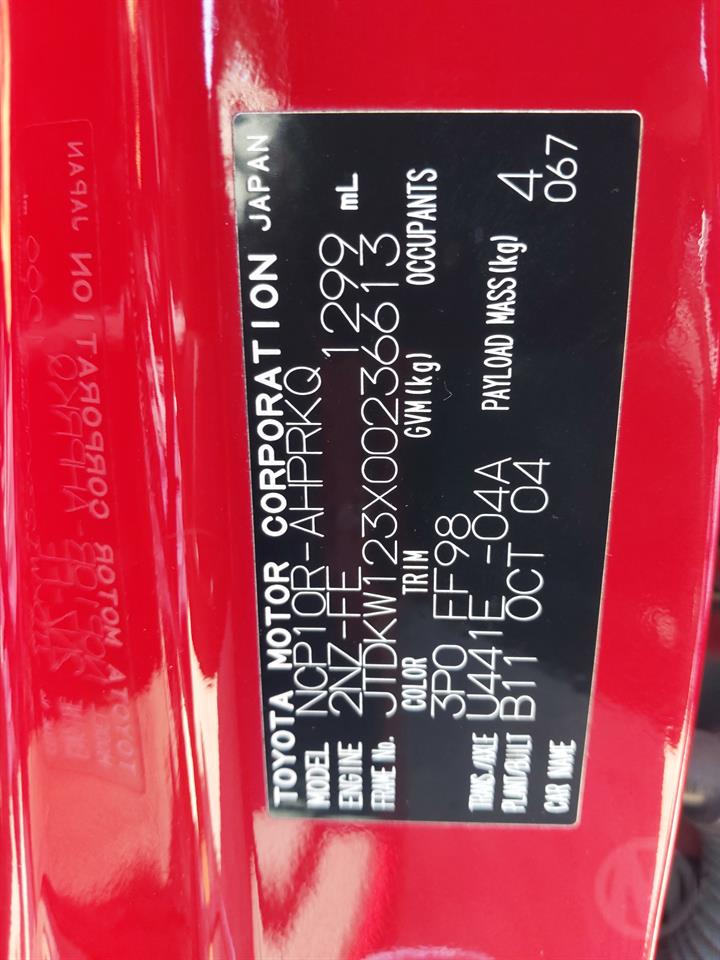 TOYOTA MOTOR CORPORATION JAPAN
MODEL NCP10R-AHPRKQ
ENGINE 2NZ-FE 1299 mL
FRAME No. JTDKW123X00236613
COLOR TRIM GVM(kg) OCCUPANTS
3P0 FF98
TRANS./AXLE U441E -04A PAYLOAD MASS(kg) 4
PLANT/BUILT B11 OCT 04 067
CAR NAME
M